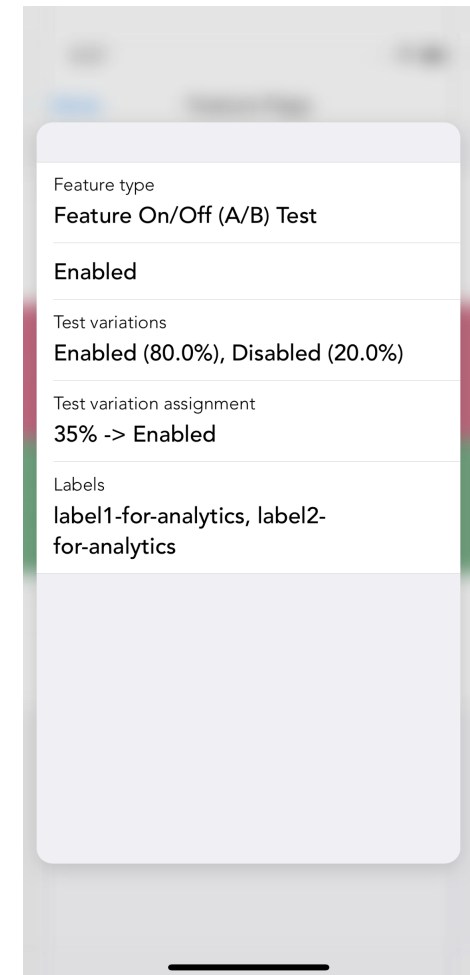 Feature type
Feature On/Off (A/B) Test
Enabled
Test variations
Enabled (80.0%), Disabled (20.0%)
Test variation assignment
35% -> Enabled
Labels
label1-for-analytics, label2-
for-analytics